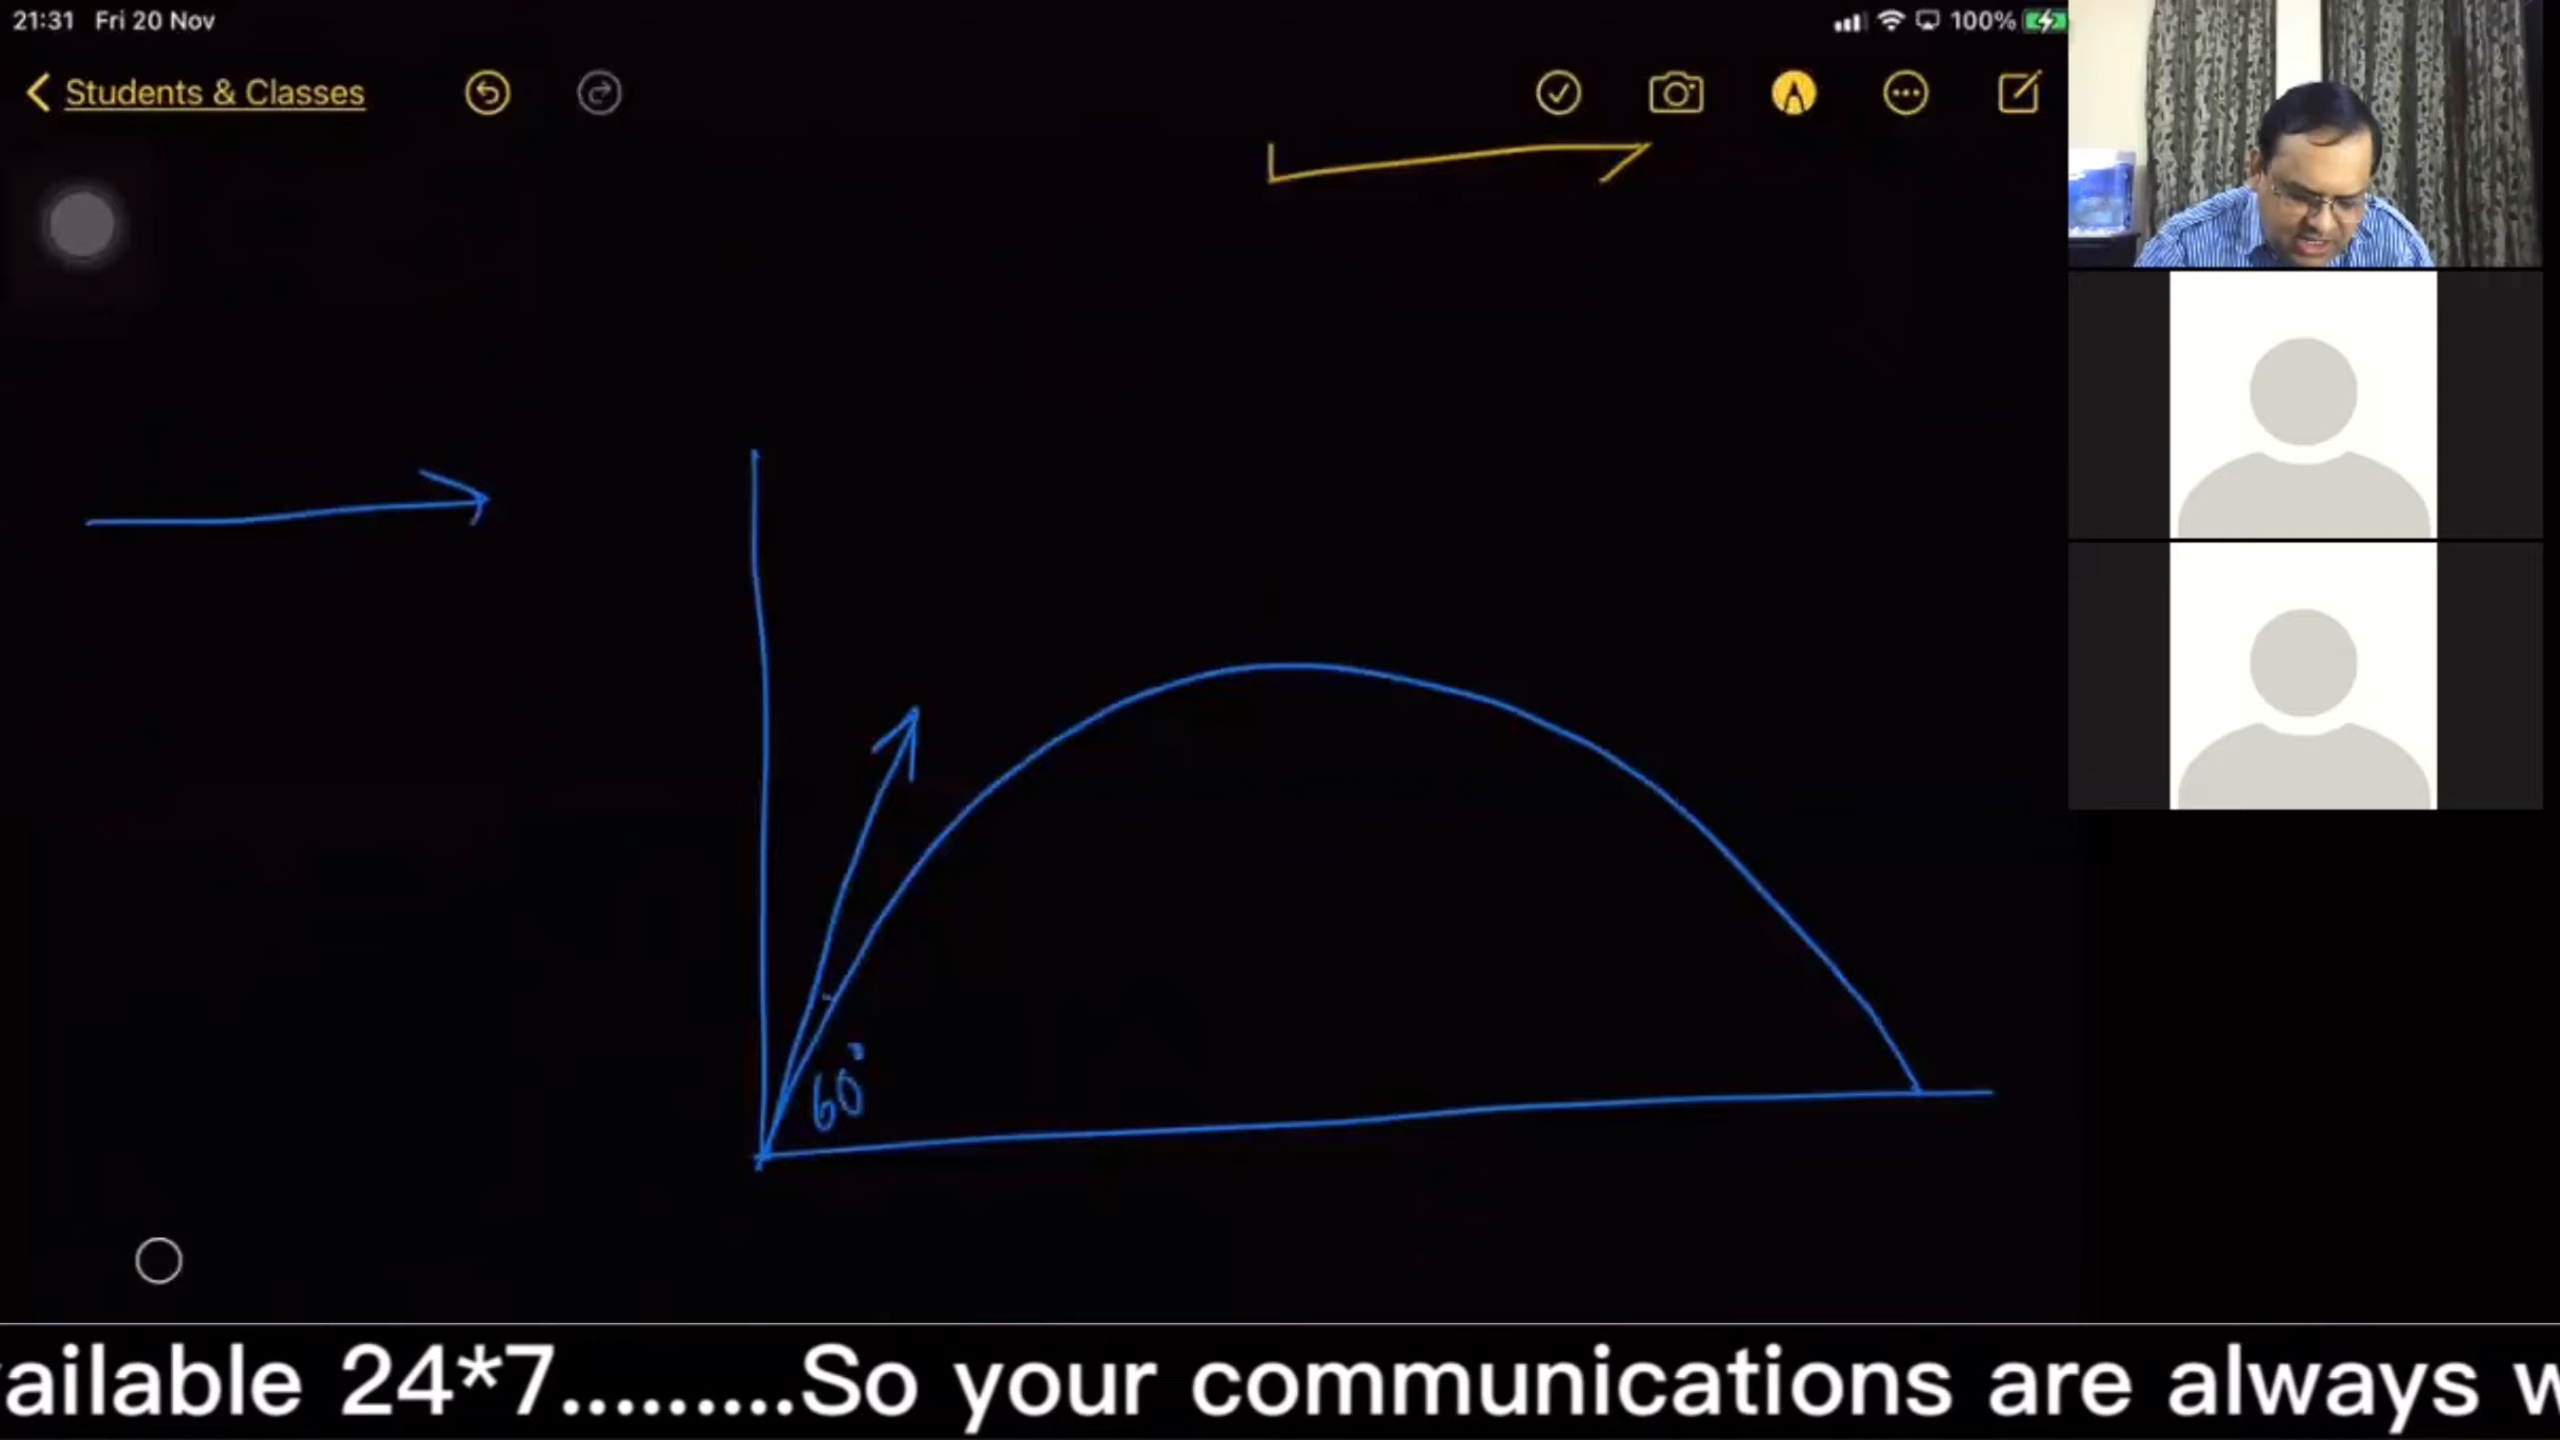 21:31 Fri 20 Nov
100%
Students & Classes
60°
ailable 24*7.........So your communications are always w